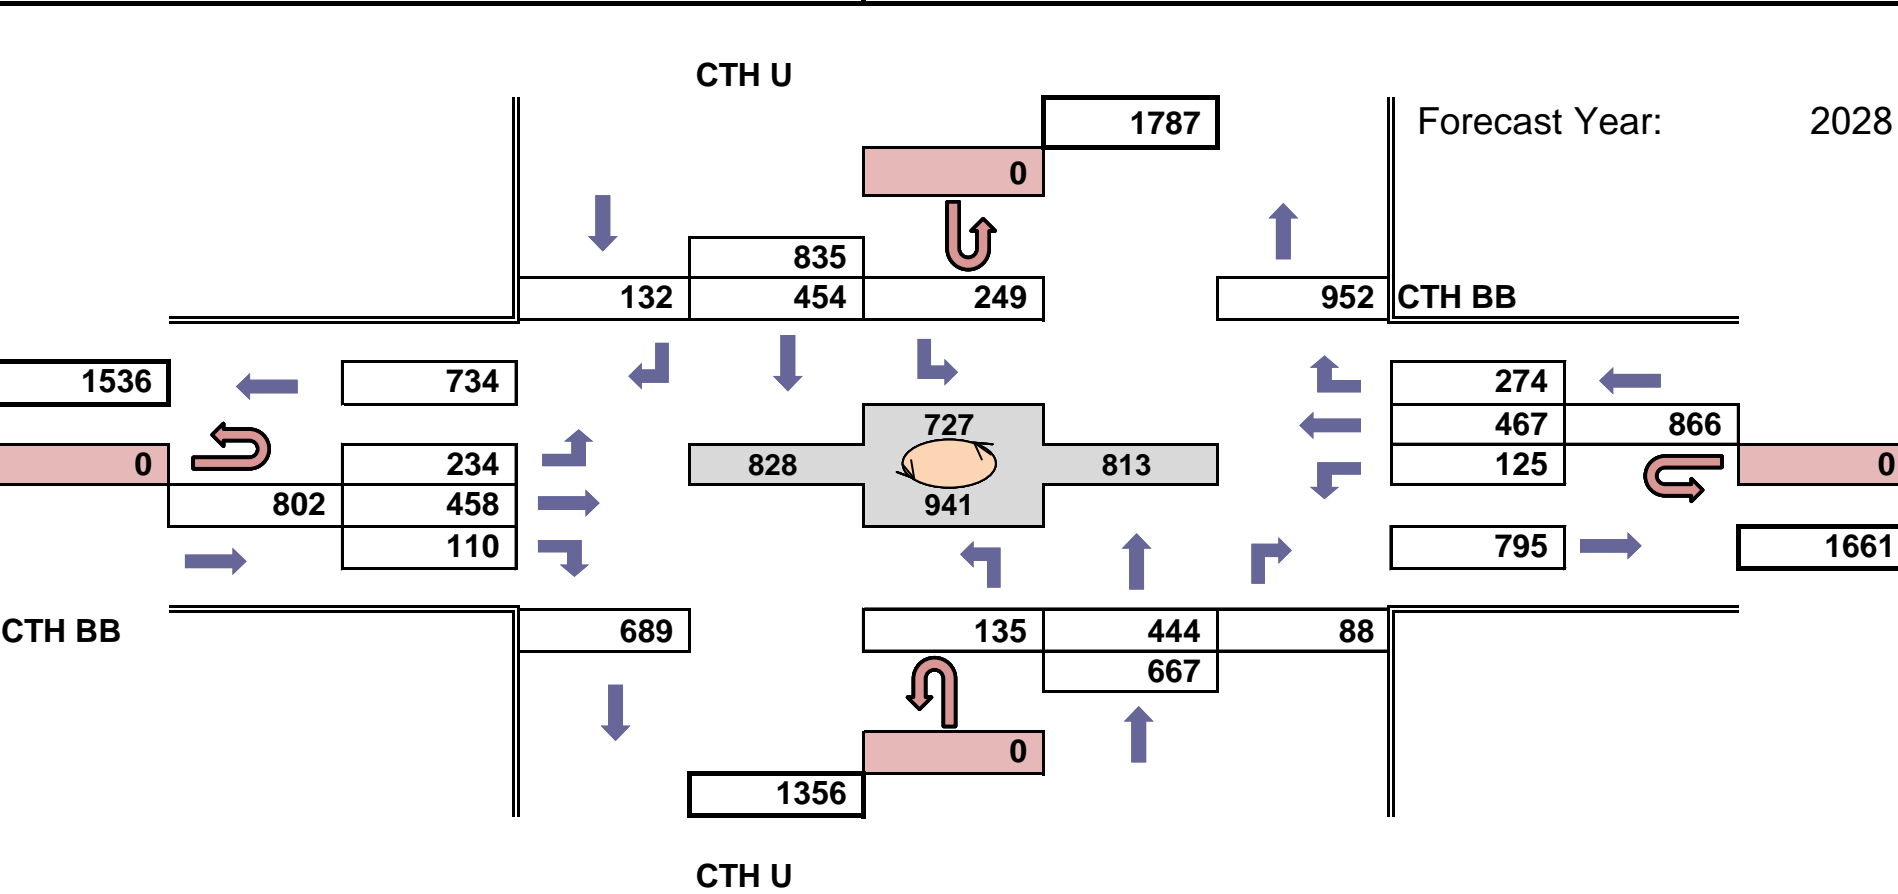 CTH U
1787
Forecast Year: 2028
0
835
132 454 249 952 CTH BB
1536 734 274
727 467 866
0 234 828 813 125 0
802 458 941
110 795 1661
CTH BB 689 135 444 88
667
0
1356
CTH U